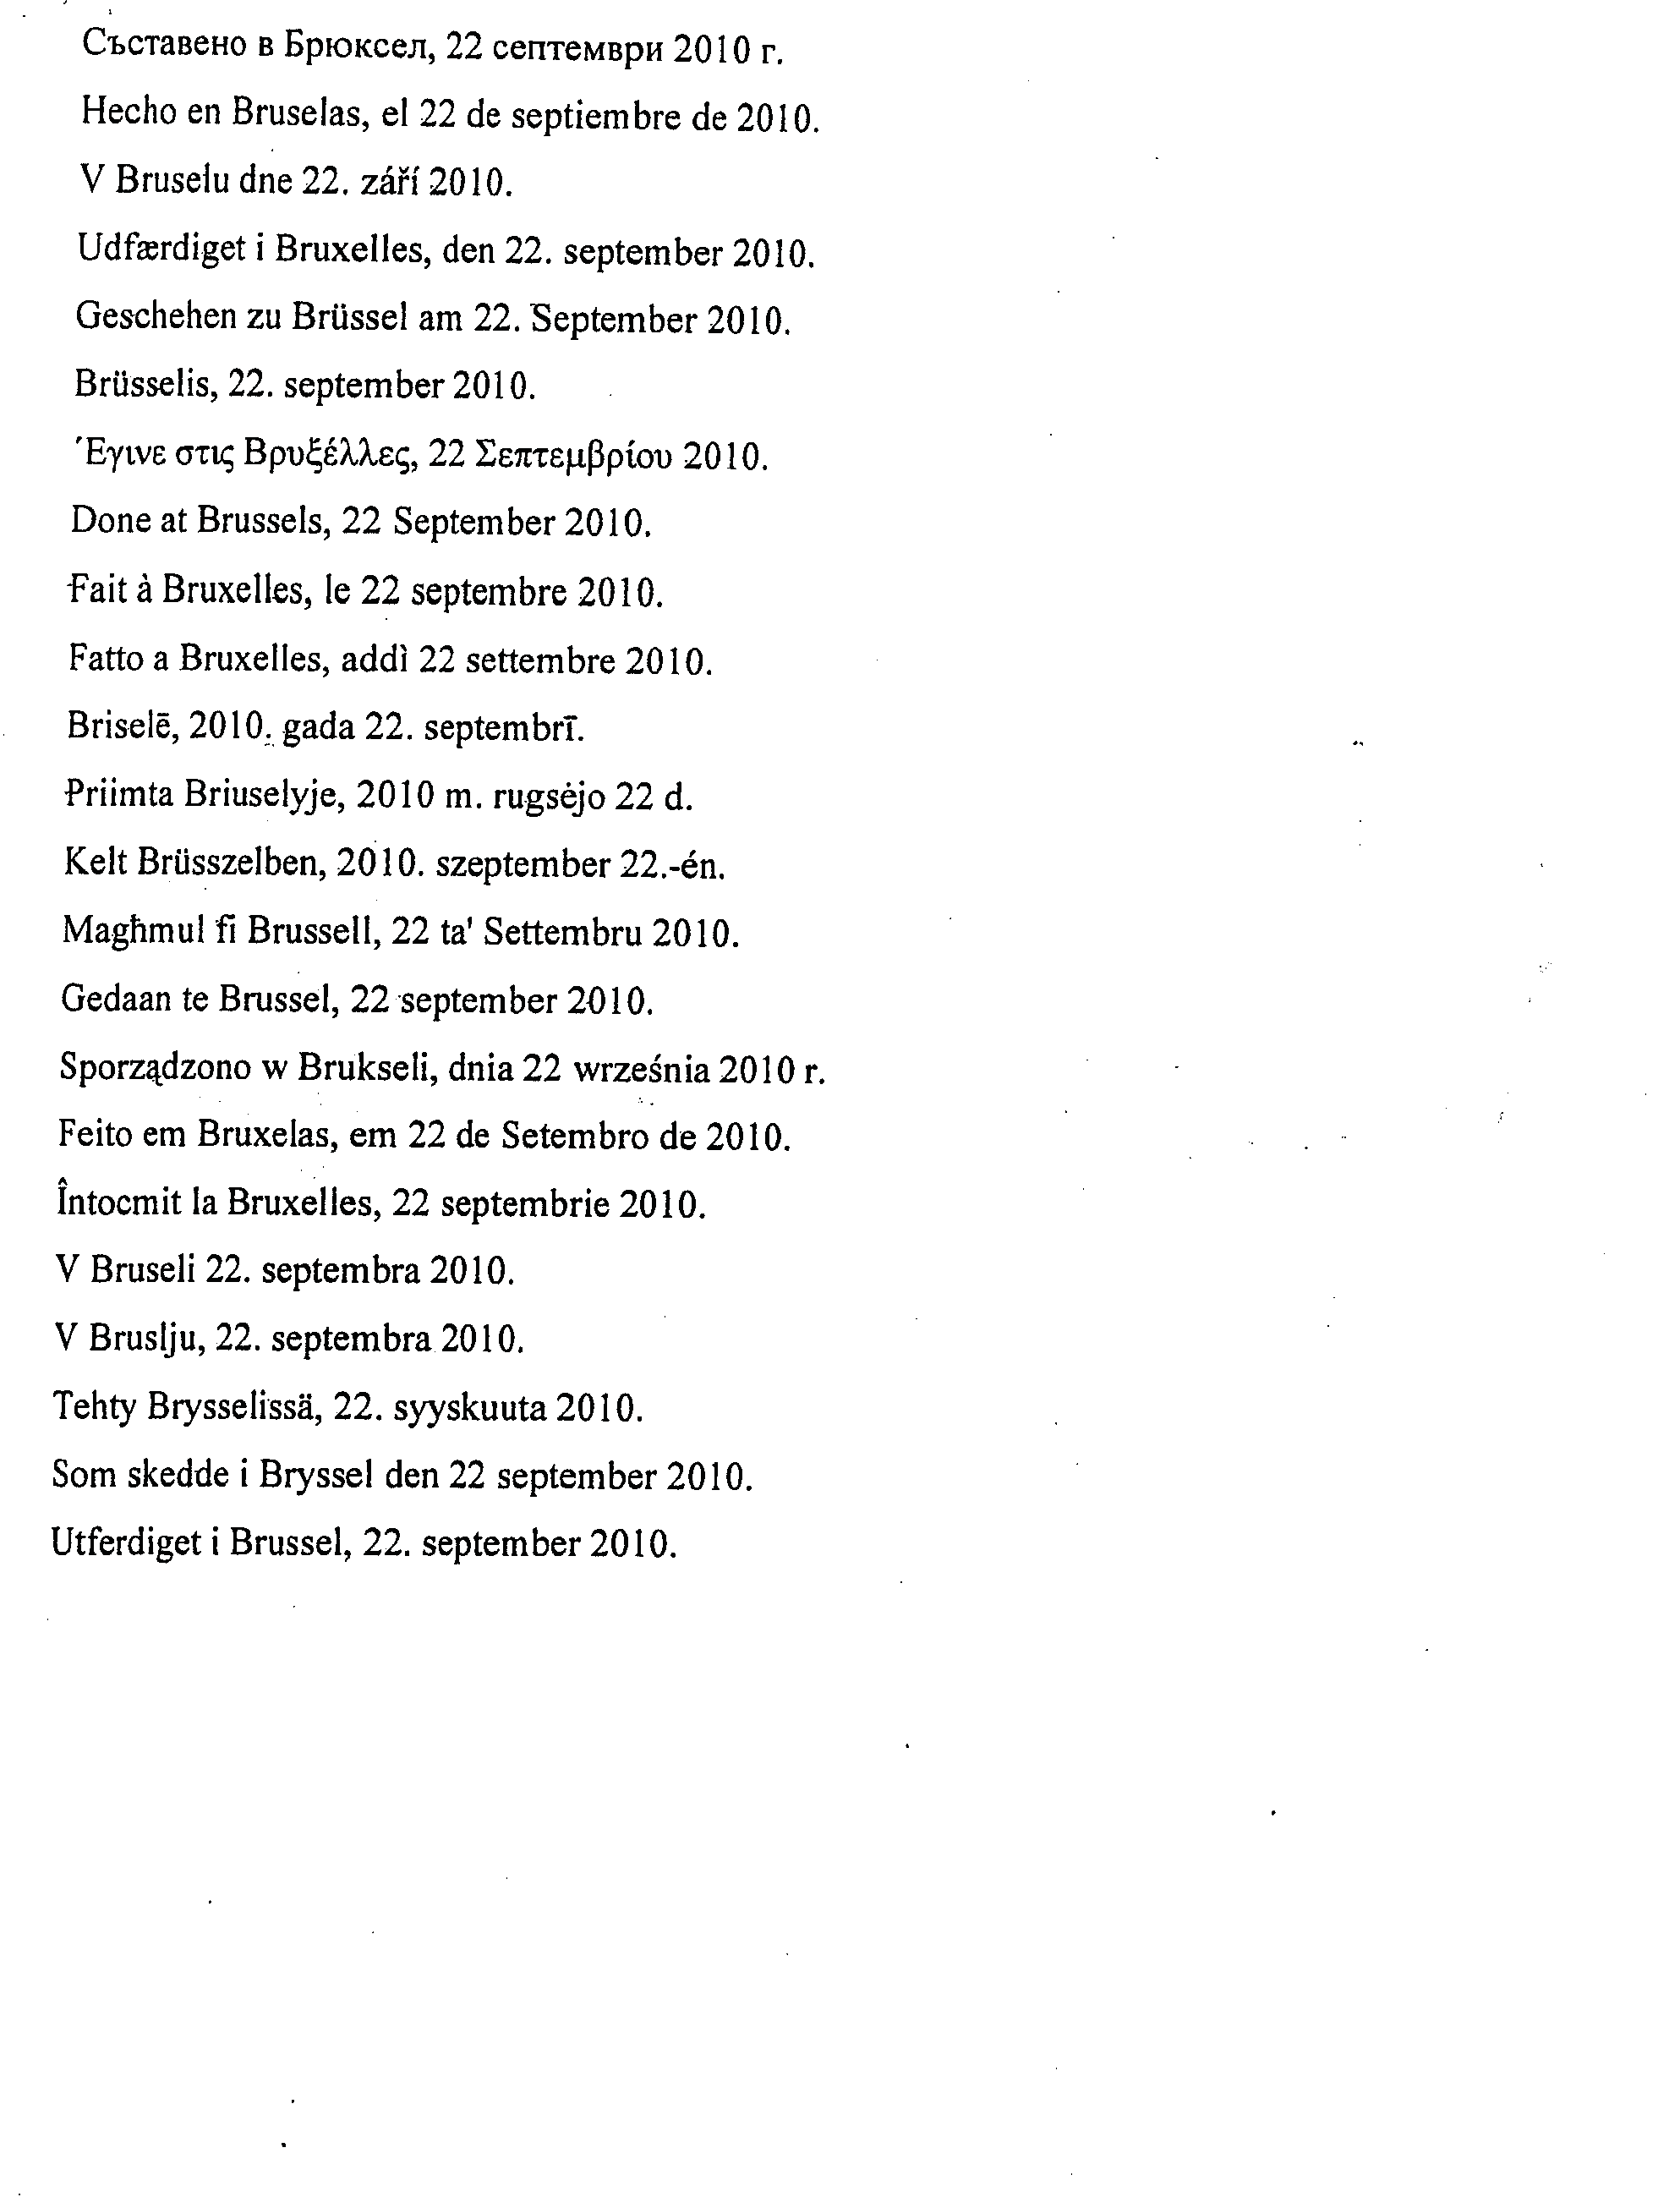 Съставено в Брюксел, 22 септември 2010 г.
Hecho en Bruselas, el 22 de septiembre de 2010.
V Bruselu dne 22. září 2010.
Udfærdiget i Bruxelles, den 22. september 2010.
Geschehen zu Brüssel am 22. September 2010.
Brüsselis, 22. september 2010.
Έγινε στις Βρυξέλλες, 22 Σεπτεμβρίου 2010.
Done at Brussels, 22 September 2010.
Fait à Bruxelles, le 22 septembre 2010.
Fatto a Bruxelles, addì 22 settembre 2010.
Briselē, 2010. gada 22. septembrī.
Priimta Briuselyje, 2010 m. rugsėjo 22 d.
Kelt Brüsszelben, 2010. szeptember 22.-én.
Magħmul fi Brussell, 22 ta' Settembru 2010.
Gedaan te Brussel, 22 september 2010.
Sporządzono w Brukseli, dnia 22 września 2010 r.
Feito em Bruxelas, em 22 de Setembro de 2010.
Întocmit la Bruxelles, 22 septembrie 2010.
V Bruseli 22. septembra 2010.
V Bruslju, 22. septembra 2010.
Tehty Brysselissä, 22. syyskuuta 2010.
Som skedde i Bryssel den 22 september 2010.
Utferdiget i Brussel, 22. september 2010.